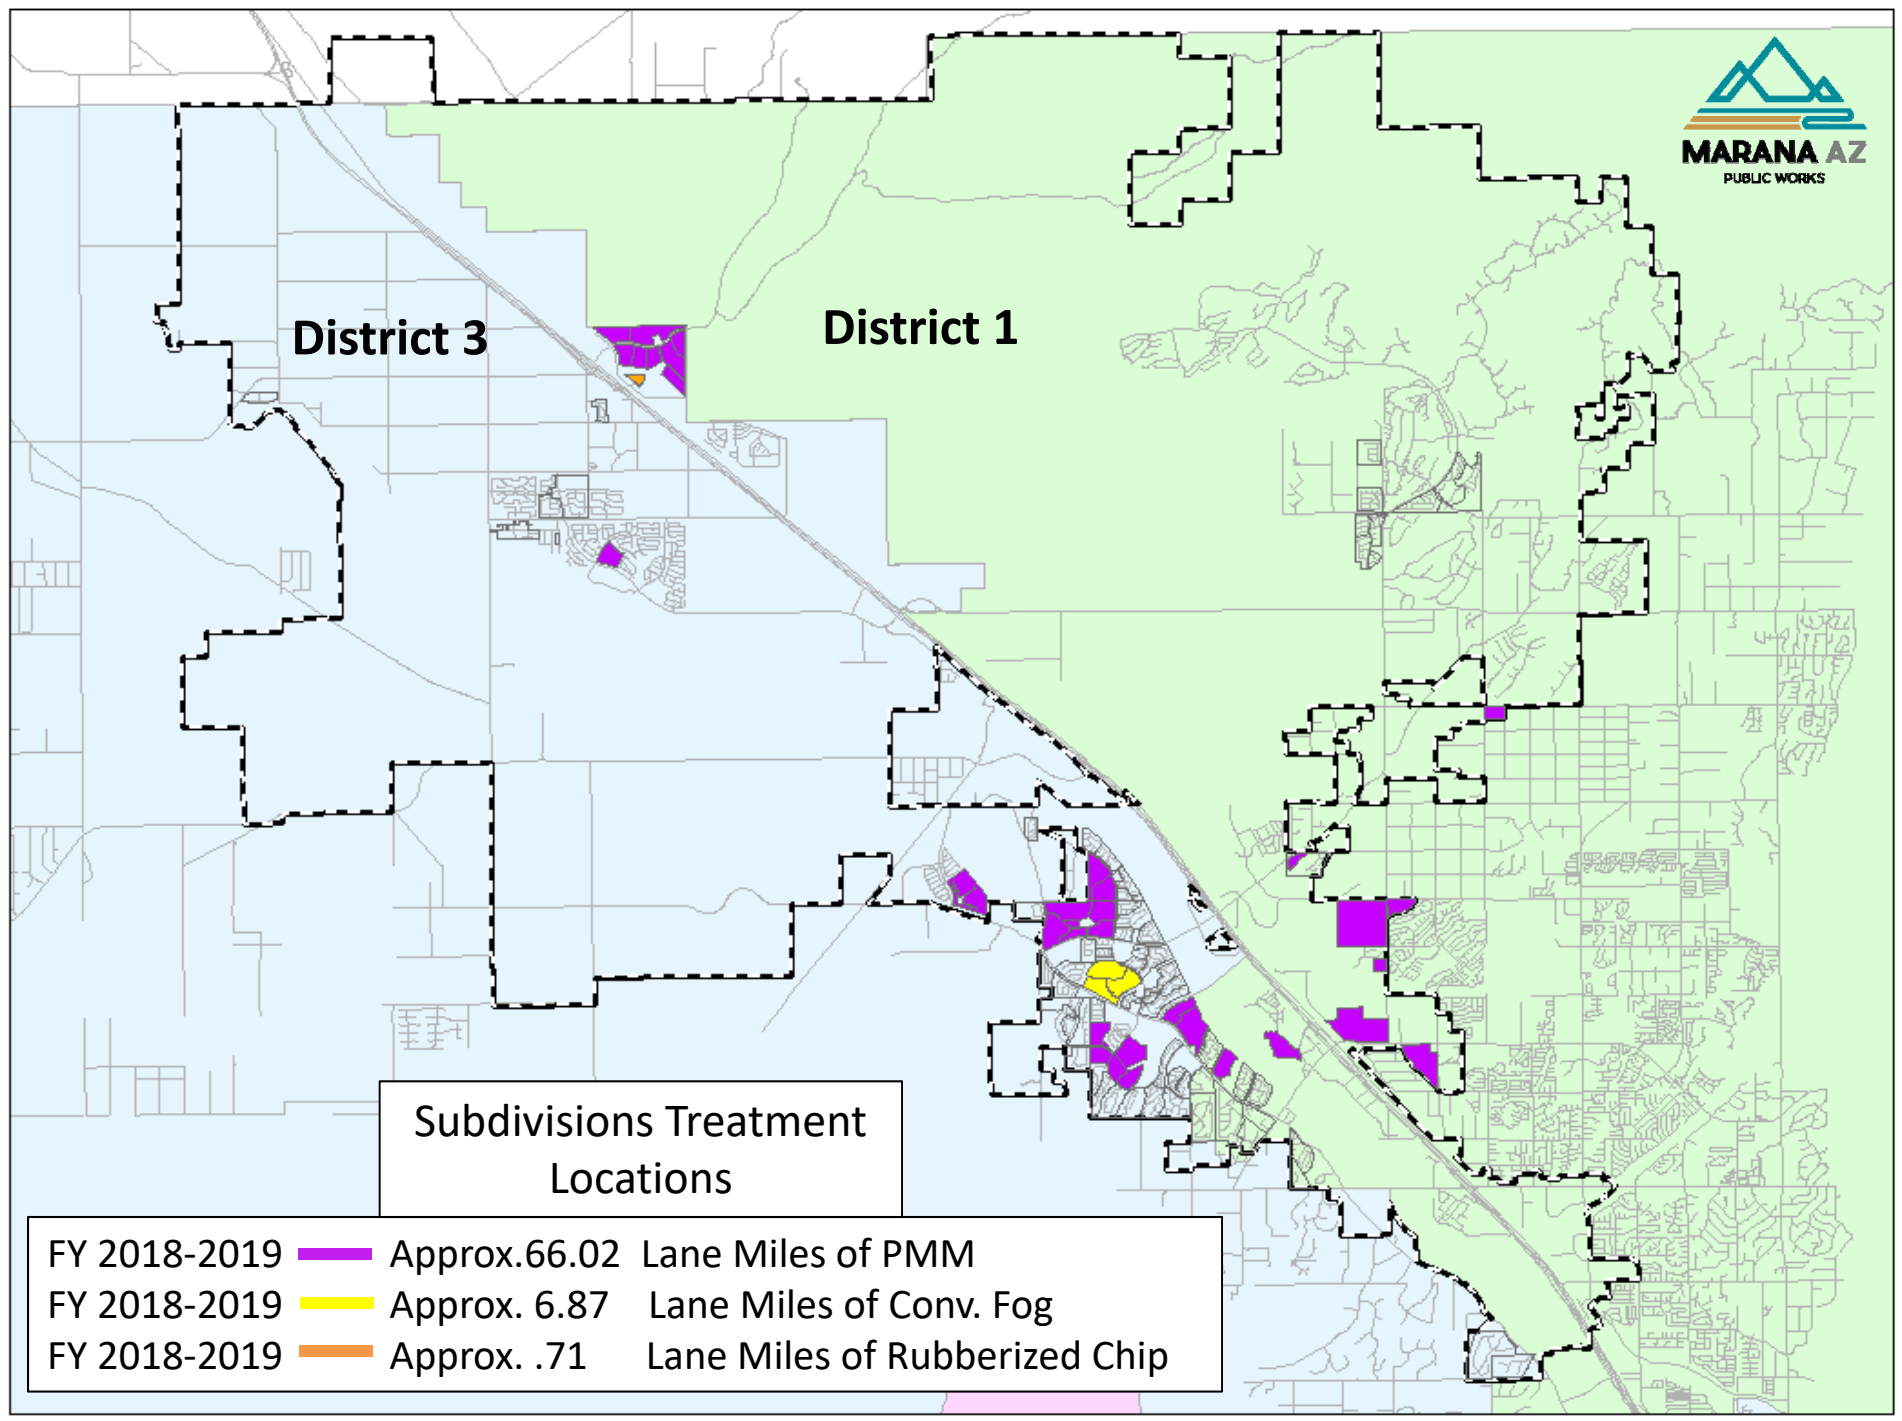 MARANA AZ
PUBLIC WORKS
District 3
District 1
Subdivisions Treatment
Locations
FY 2018-2019 Approx.66.02 Lane Miles of PMM
FY 2018-2019 Approx. 6.87 Lane Miles of Conv. Fog
FY 2018-2019 Approx. .71 Lane Miles of Rubberized Chip